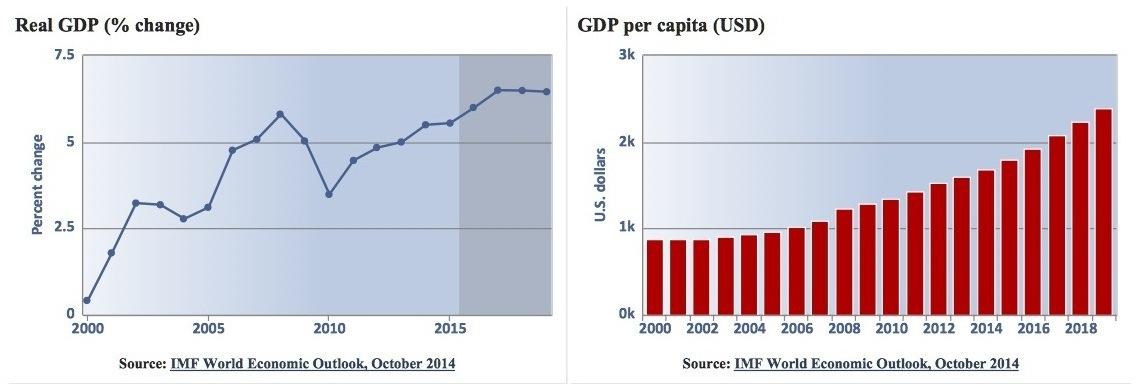 Real GDP (% change)
7.5
5
2.5
0
Percent change
2000 2005 2010 2015
Source: IMF World Economic Outlook, October 2014
GDP per capita (USD)
3k
2k
1k
0k
U.S. dollars
2000 2002 2004 2006 2008 2010 2012 2014 2016 2018
Source: IMF World Economic Outlook, October 2014